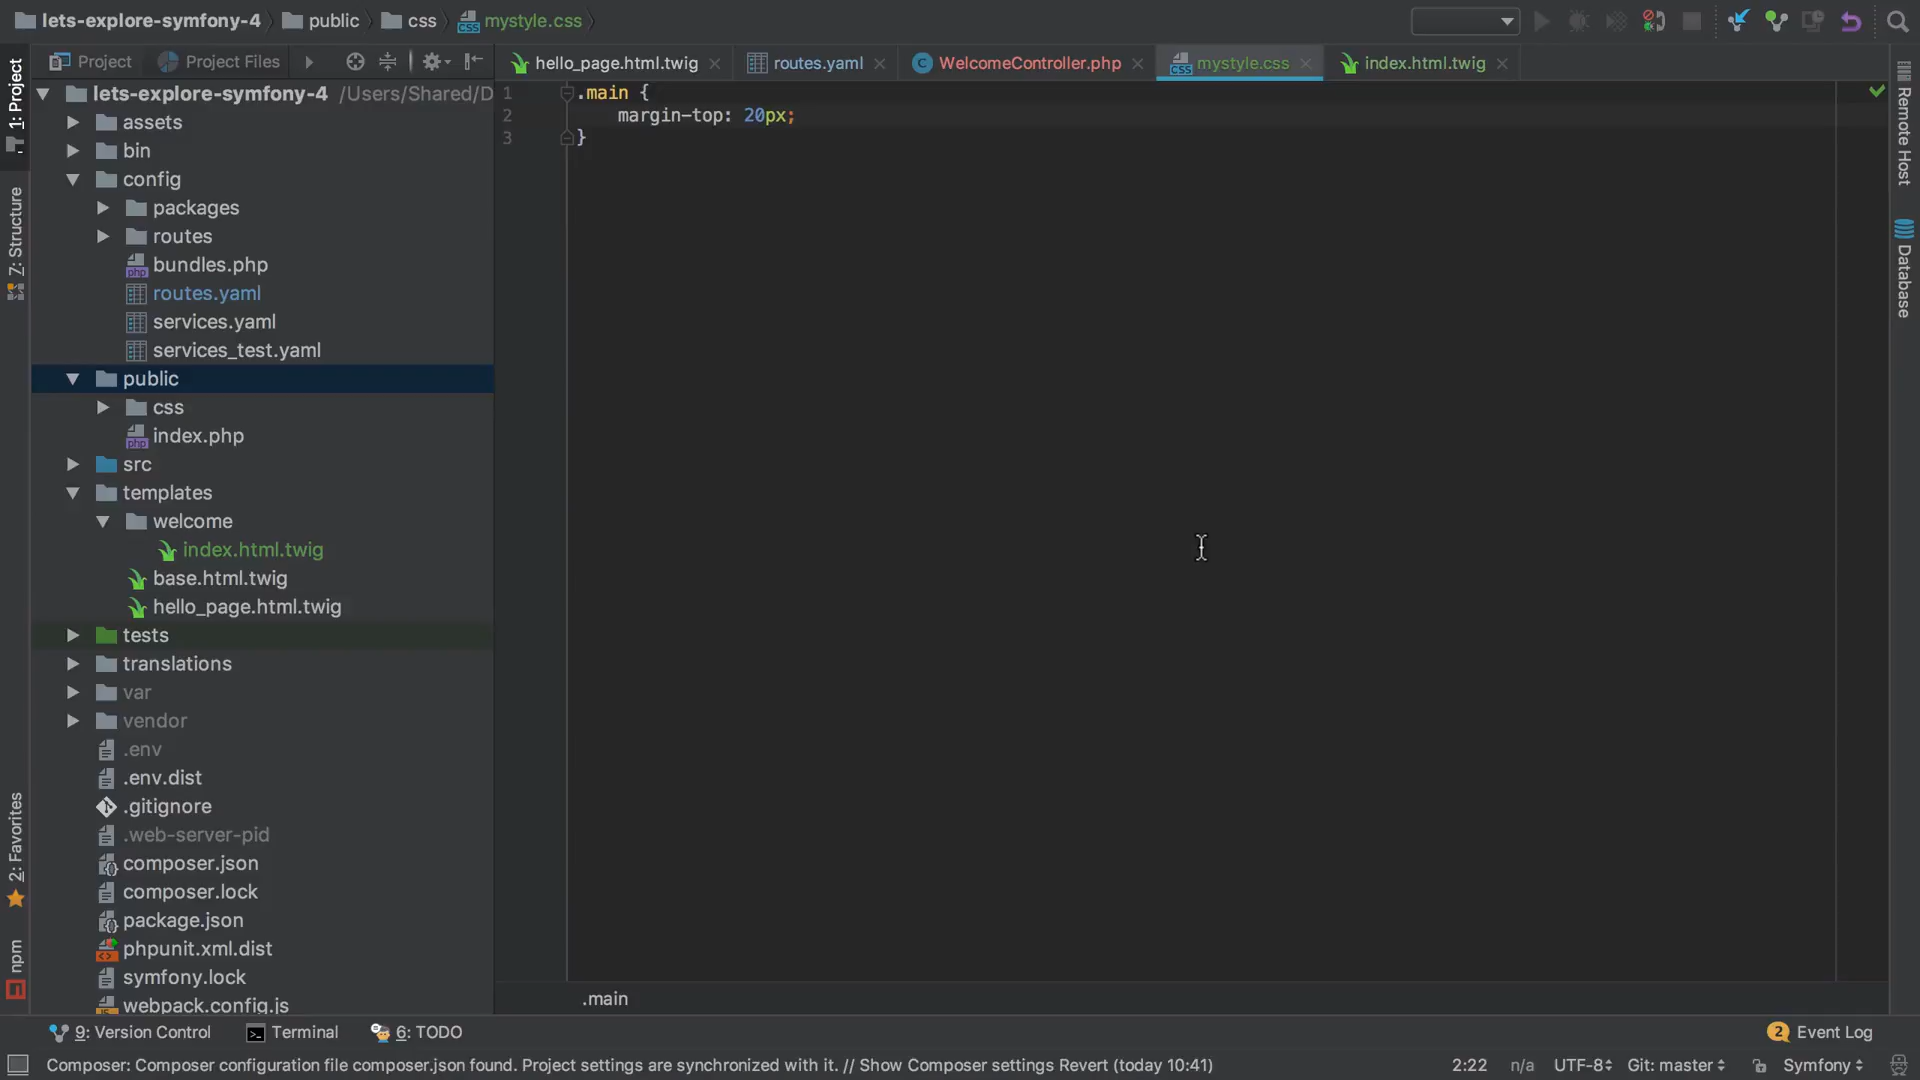 lets-explore-symfony-4 public css mystyle.css
1: Project
7: Structure
2: Favorites
npm
Project Project Files
lets-explore-symfony-4 /Users/Shared/D
assets
bin
config
packages
routes
bundles.php
routes.yaml
services.yaml
services_test.yaml
public
css
index.php
src
templates
welcome
index.html.twig
base.html.twig
hello_page.html.twig
tests
translations
var
vendor
.env
.env.dist
.gitignore
.web-server-pid
composer.json
composer.lock
package.json
phpunit.xml.dist
symfony.lock
webpack.config.js
hello_page.html.twig routes.yaml WelcomeController.php mystyle.css index.html.twig
1 .main {
2 margin-top: 20px;
3 }
.main
Remote Host
Database
9: Version Control Terminal 6: TODO 2 Event Log
Composer: Composer configuration file composer.json found. Project settings are synchronized with it. // Show Composer settings Revert (today 10:41) 2:22 n/a UTF-8 Git: master Symfony